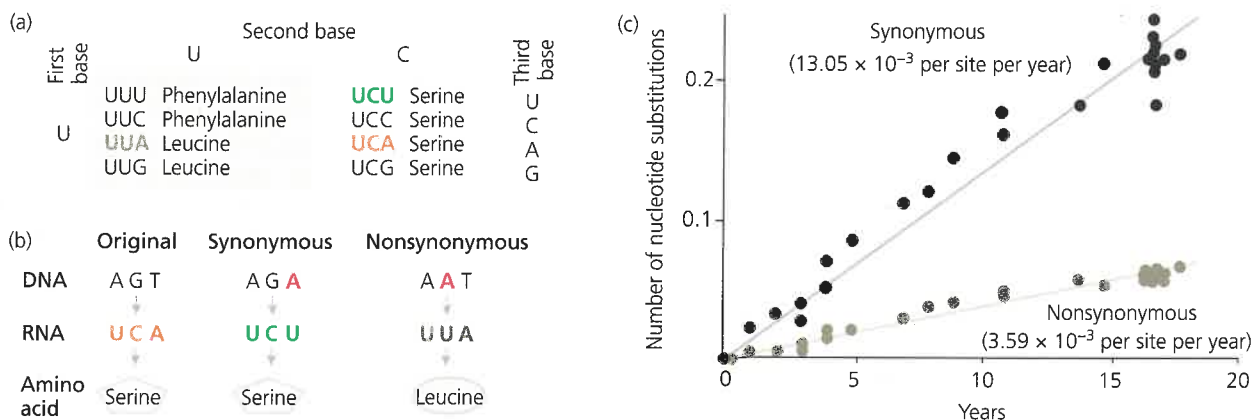 (a)
Second base
First base
U
C
Third base
U
UUU Phenylalanine
UCU Serine
U
UUC Phenylalanine
UCC Serine
C
UUA Leucine
UCA Serine
A
UUG Leucine
UCG Serine
G
(b)
Original
Synonymous
Nonsynonymous
DNA
A G T
A G A
A A T
RNA
U C A
U C U
U U A
Amino acid
Serine
Serine
Leucine
(c)
Number of nucleotide substitutions
0.2
0.1
0
Synonymous
(13.05 × 10⁻³ per site per year)
Nonsynonymous
(3.59 × 10⁻³ per site per year)
0
5
10
15
20
Years